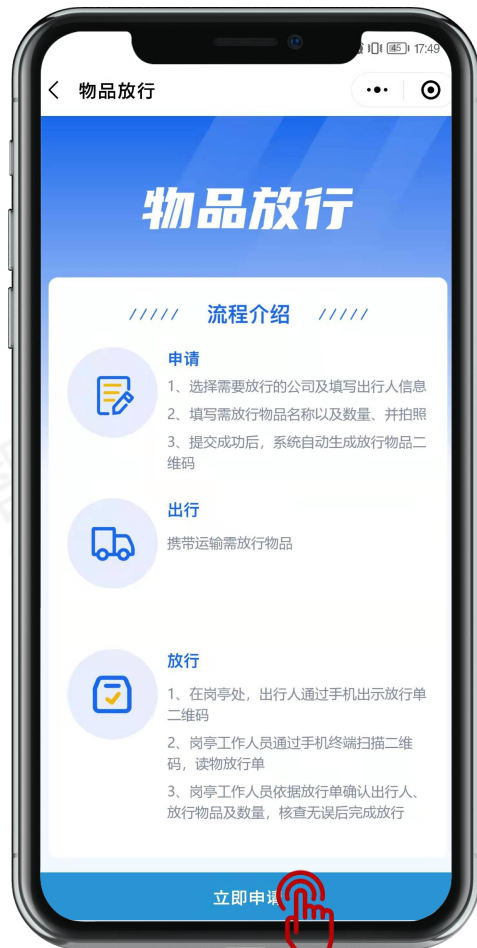 45 17:49
物品放行
物品放行
///// 流程介绍 /////
申请
1、选择需要放行的公司及填写出行人信息
2、填写需放行物品名称以及数量、并拍照
3、提交成功后，系统自动生成放行物品二
维码
出行
携带运输需放行物品
放行
1、在岗亭处，出行人通过手机出示放行单
二维码
2、岗亭工作人员通过手机终端扫描二维
码，读物放行单
3、岗亭工作人员依据放行单确认出行人、
放行物品及数量，核查无误后完成放行
立即申请